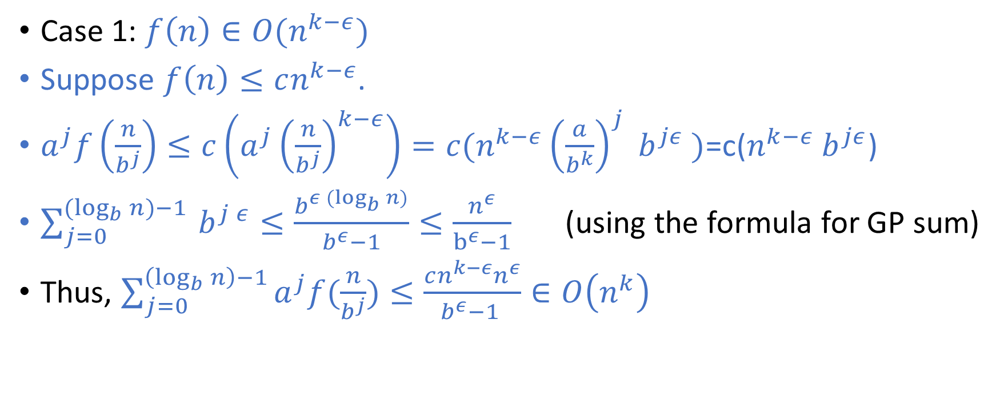 • Case 1: $f(n) \in O(n^{k-\epsilon})$
• Suppose $f(n) \leq cn^{k-\epsilon}$.
• $a^j f\left(\frac{n}{b^j}\right) \leq c\left(a^j \left(\frac{n}{b^j}\right)^{k-\epsilon}\right) = c(n^{k-\epsilon} \left(\frac{a}{b^k}\right)^j b^{j\epsilon})$=c($n^{k-\epsilon} b^{j\epsilon}$)
• $\sum_{j=0}^{(\log_b n)-1} b^{j\epsilon} \leq \frac{b^{\epsilon (\log_b n)}}{b^{\epsilon}-1} \leq \frac{n^{\epsilon}}{\mathrm{b}^{\epsilon}-1}$ (using the formula for GP sum)
• Thus, $\sum_{j=0}^{(\log_b n)-1} a^j f(\frac{n}{b^j}) \leq \frac{cn^{k-\epsilon}n^{\epsilon}}{b^{\epsilon}-1} \in O(n^k)$